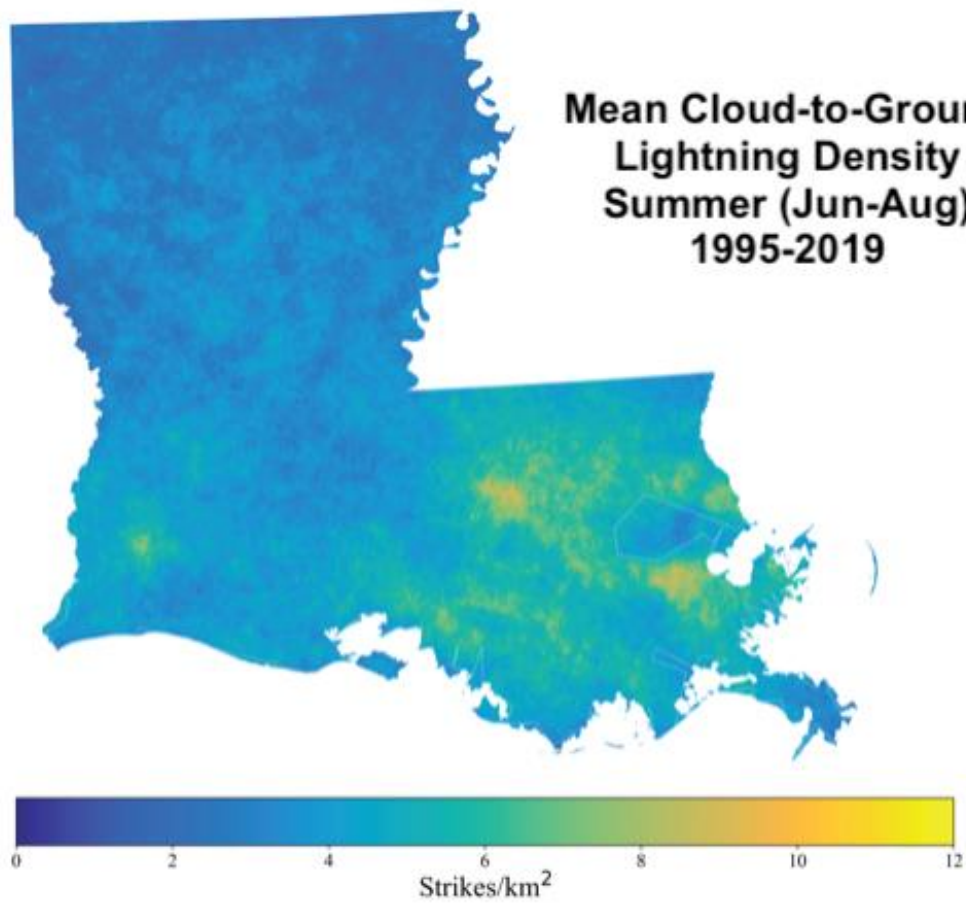 Mean Cloud-to-Groun
Lightning Density
Summer (Jun-Aug)
1995-2019
0 2 4 6 8 10 12
Strikes/km²